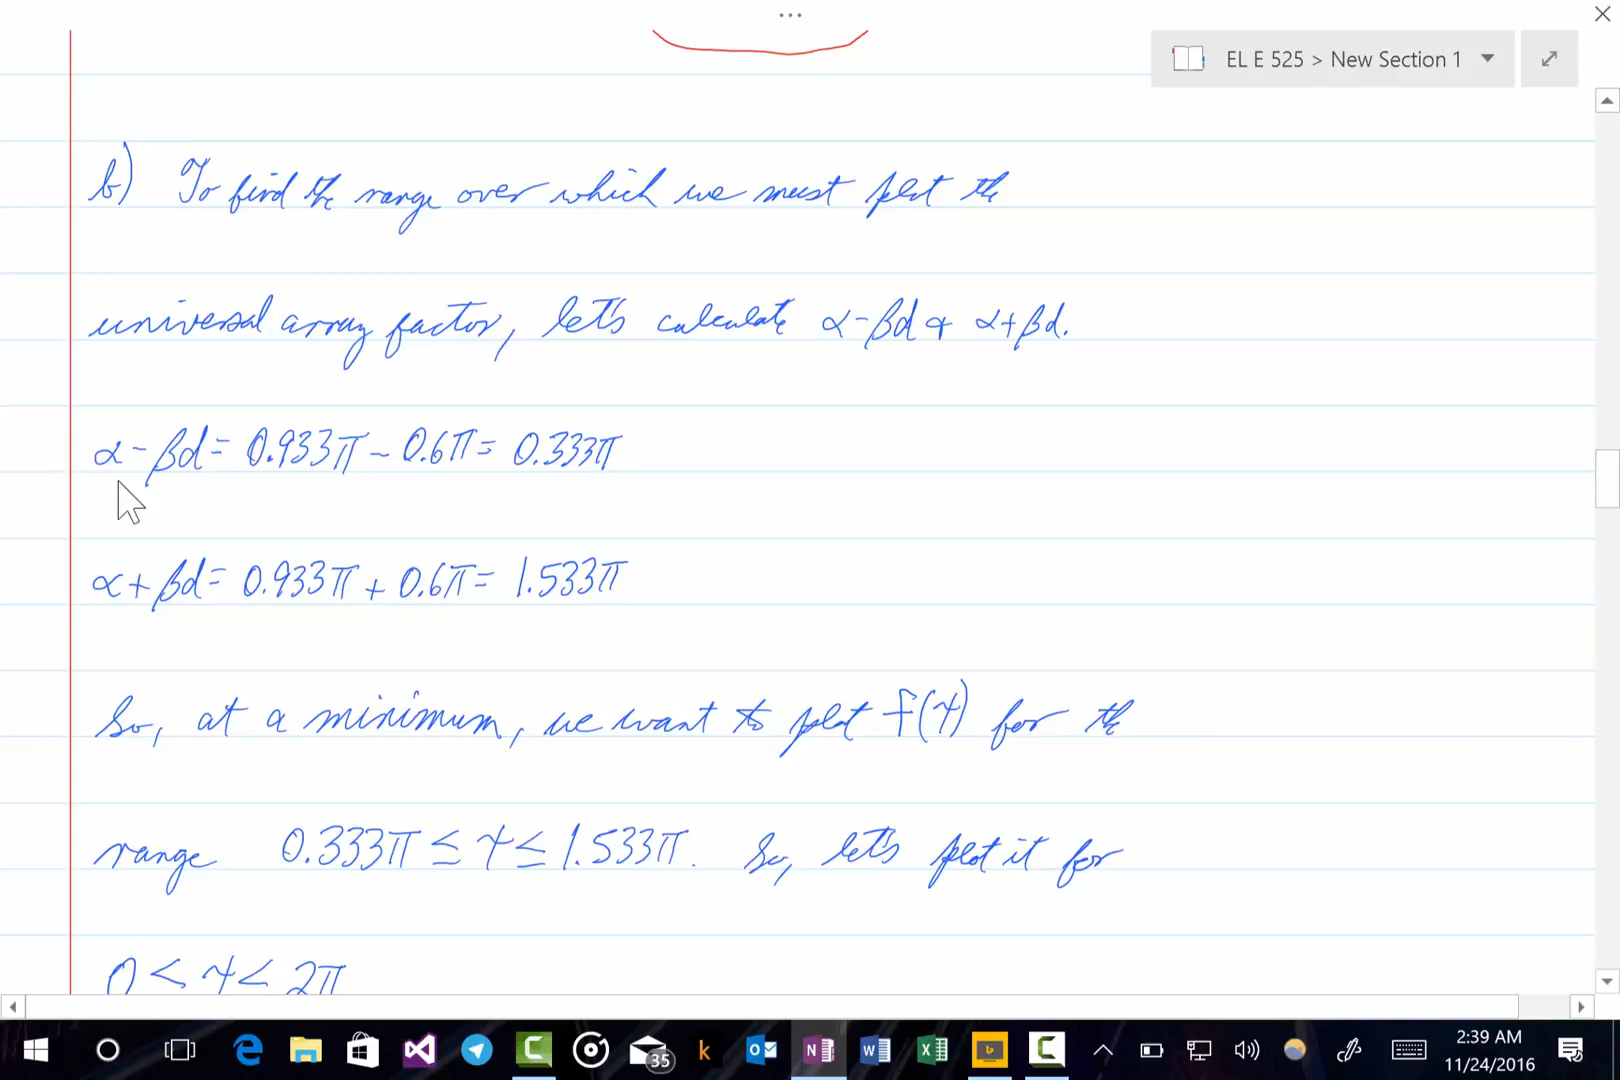 ...
EL E 525 > New Section 1
b) To find the range over which we must plot the
universal array factor, let's calculate α-βd & α+βd.
α-βd= 0.933π - 0.6π= 0.333π
α+βd= 0.933π + 0.6π= 1.533π
So, at a minimum, we want to plot f(ψ) for the
range 0.333π ≤ ψ ≤ 1.533π. So, let's plot it for
0 < ψ < 2π
35
2:39 AM
11/24/2016